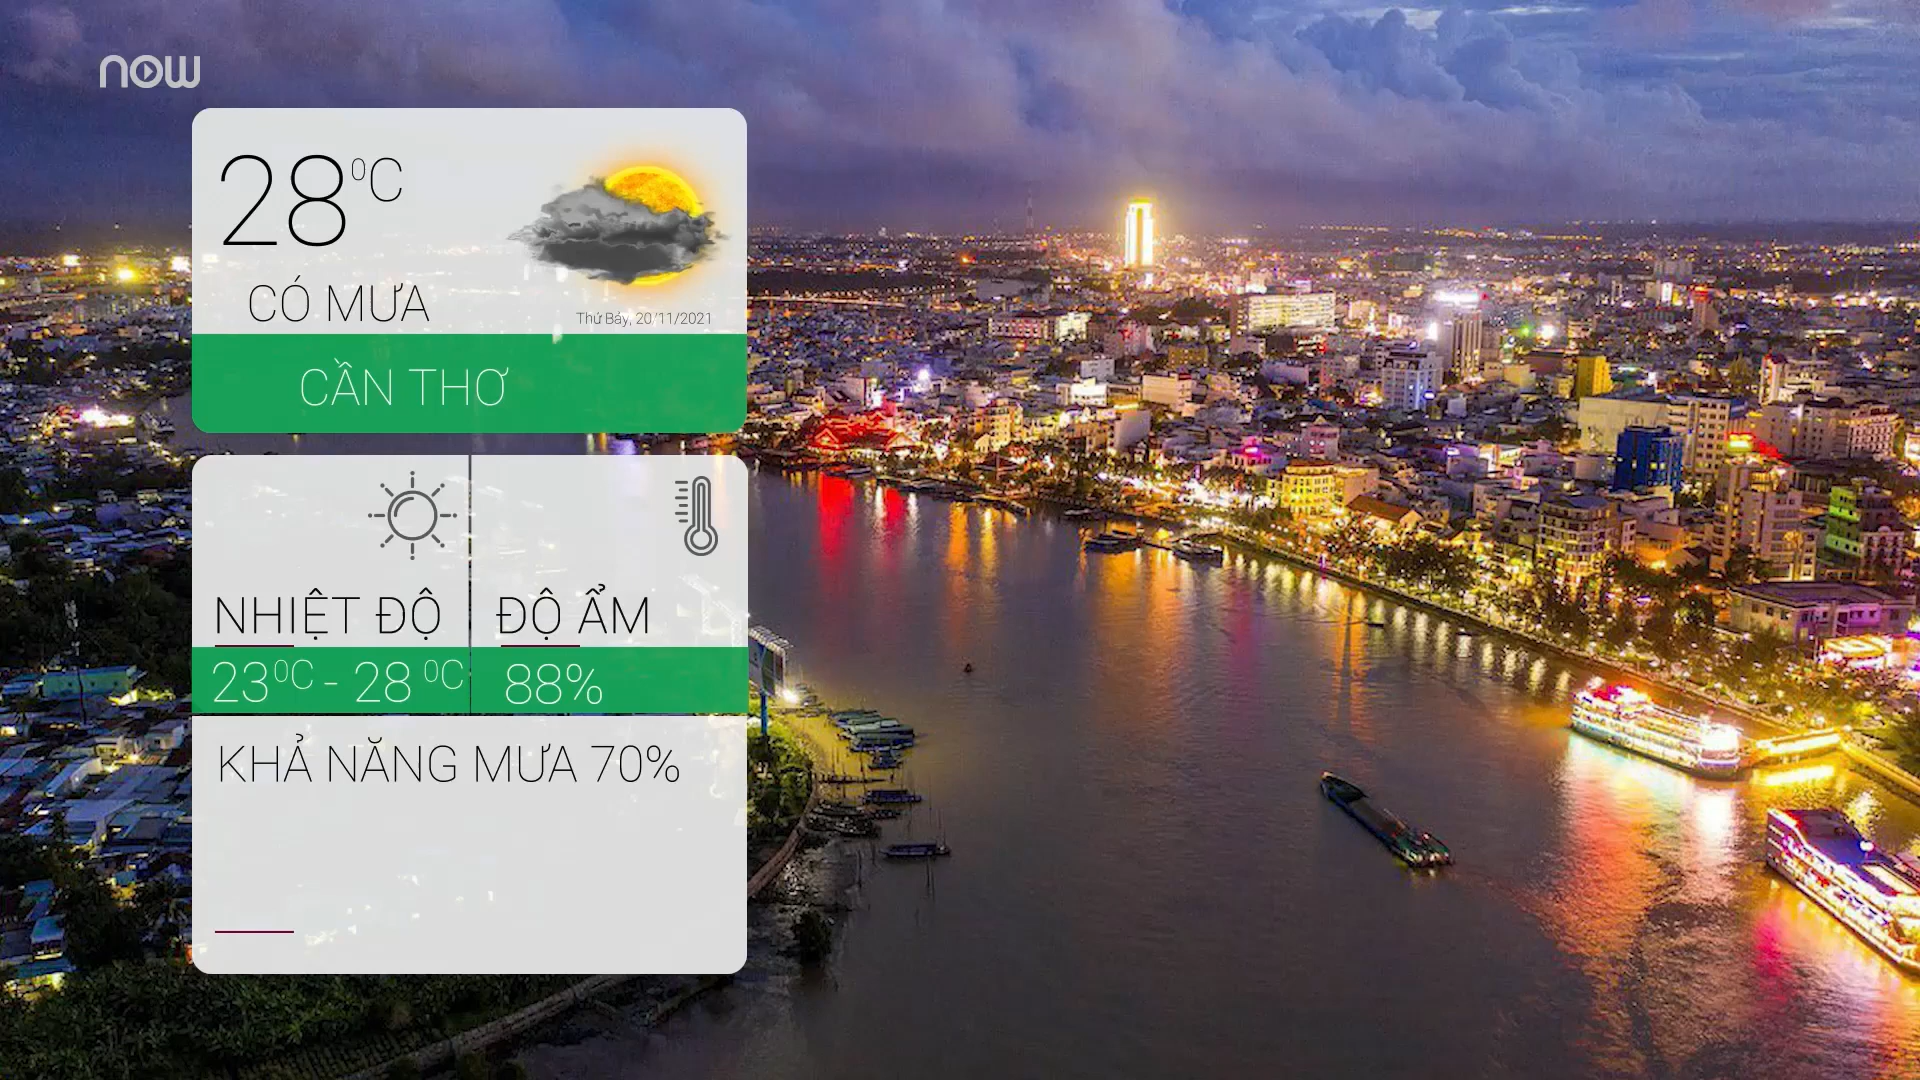 now
28°C
CÓ MƯA
Thứ Bảy, 20/11/2021
CẦN THƠ
NHIỆT ĐỘ
ĐỘ ẨM
23°C - 28 °C
88%
KHẢ NĂNG MƯA 70%